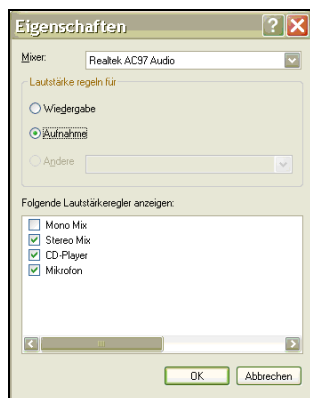 Eigenschaften
Mixer: Realtek AC97 Audio
Lautstärke regeln für
Wiedergabe
Aufnahme
Andere
Folgende Lautstärkeregler anzeigen:
Mono Mix
Stereo Mix
CD-Player
Mikrofon
OK Abbrechen